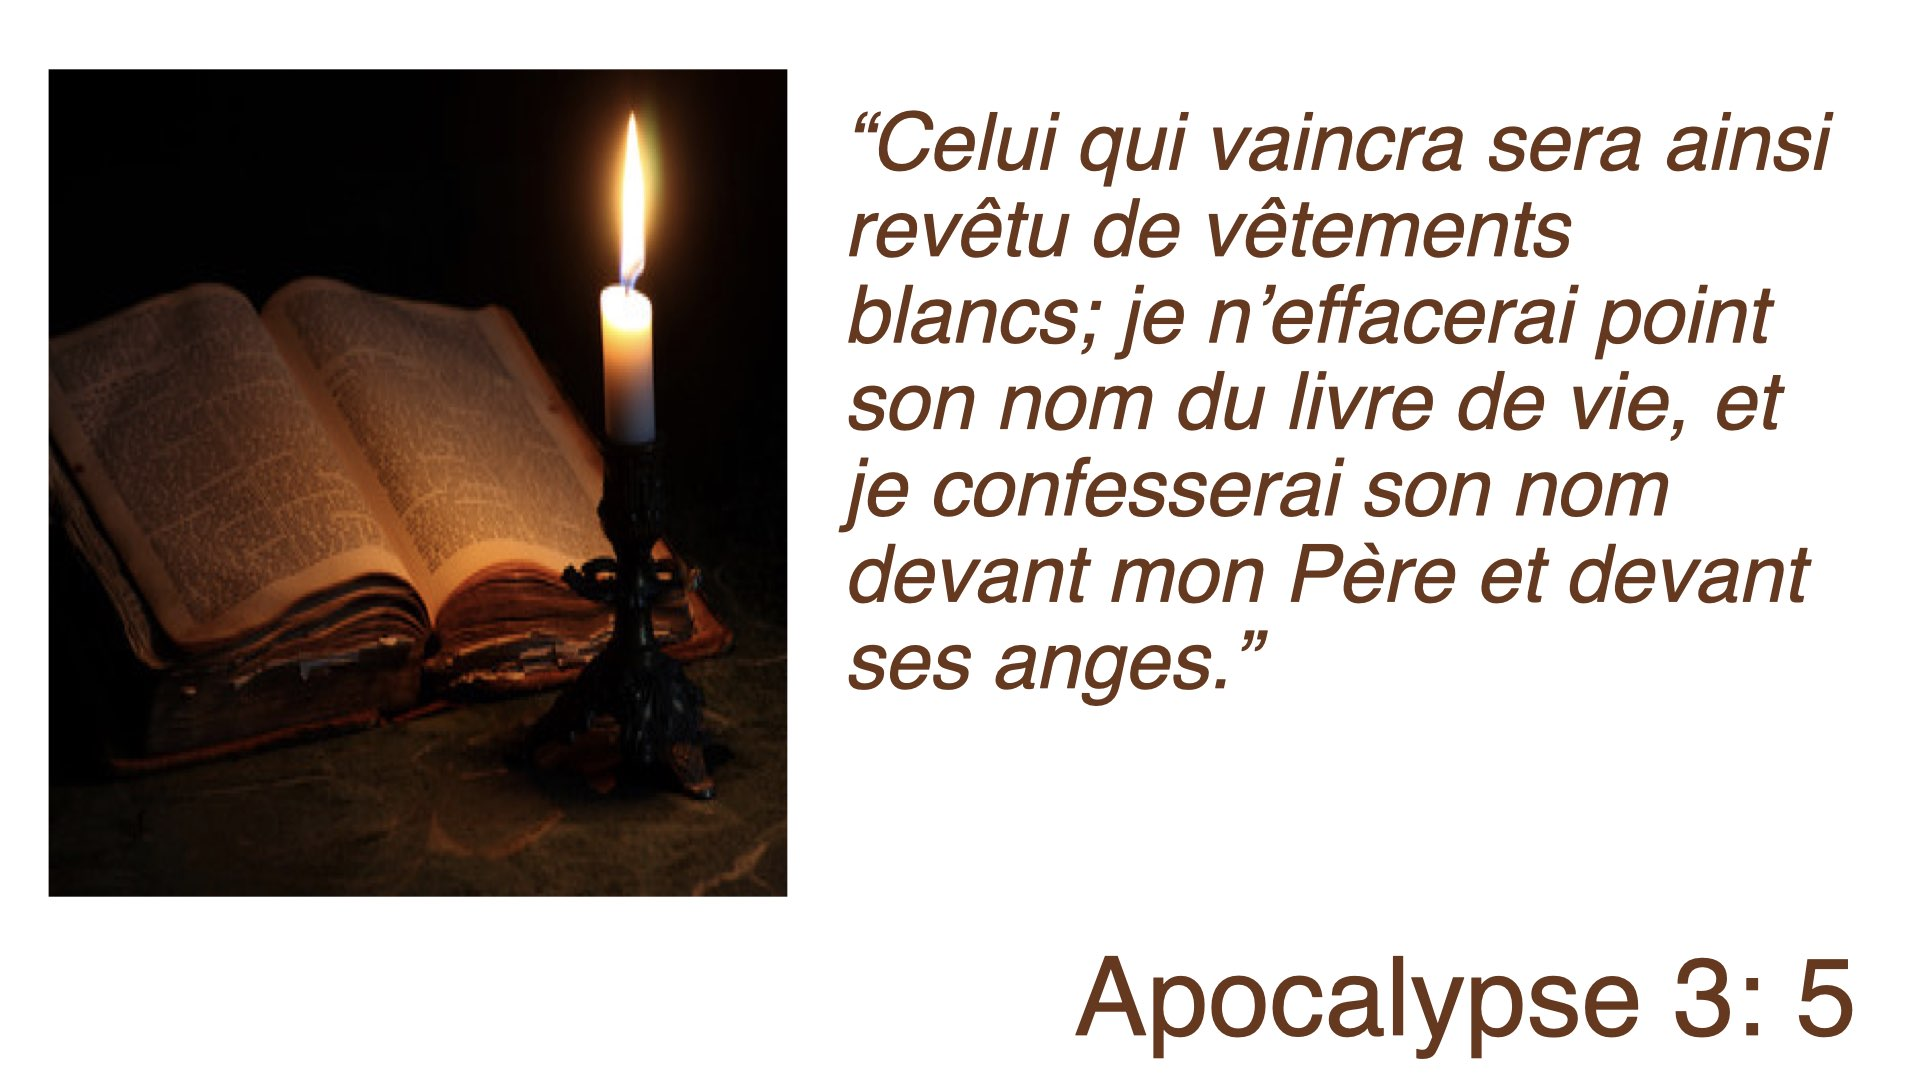 “Celui qui vaincra sera ainsi
revêtu de vêtements
blancs; je n’effacerai point
son nom du livre de vie, et
je confesserai son nom
devant mon Père et devant
ses anges.”
Apocalypse 3: 5